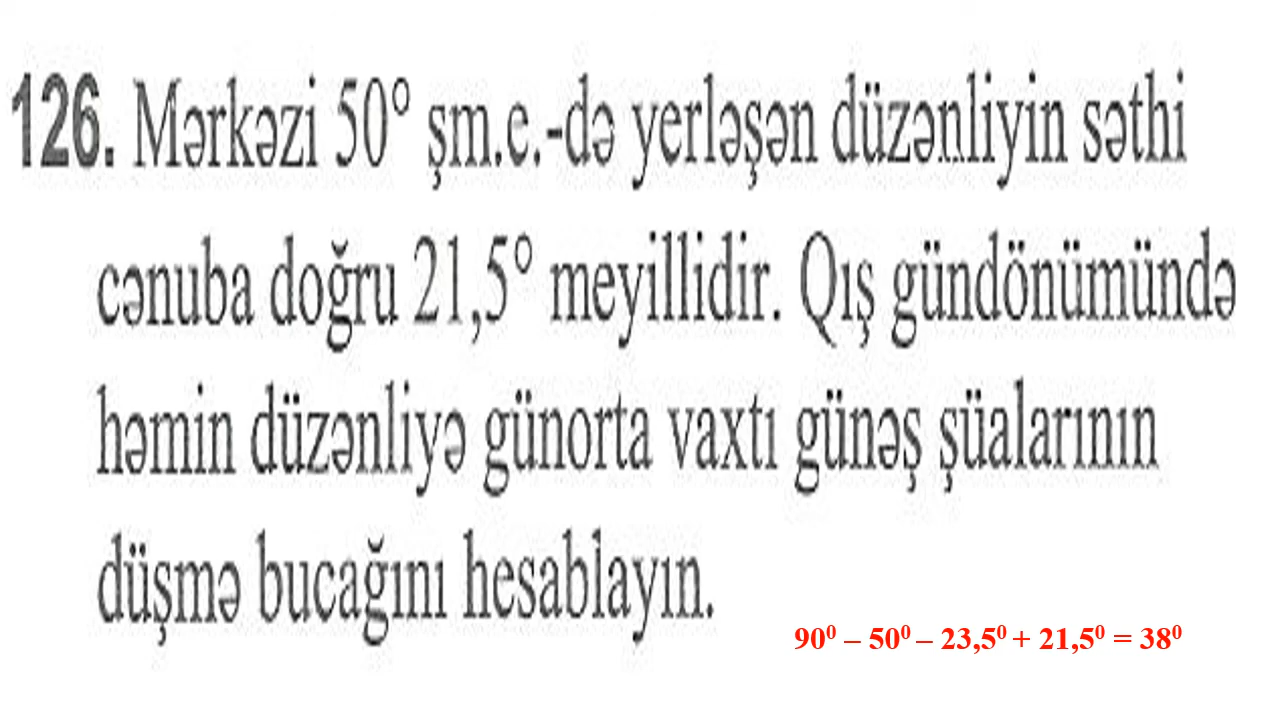 126. Mərkəzi 50° şm.e.-də yerləşən düzənliyin səthi
cənuba doğru 21,5° meyillidir. Qış gündönümündə
həmin düzənliyə günorta vaxtı günəş şüalarının
düşmə bucağını hesablayın.
90⁰ – 50⁰ – 23,5⁰ + 21,5⁰ = 38⁰